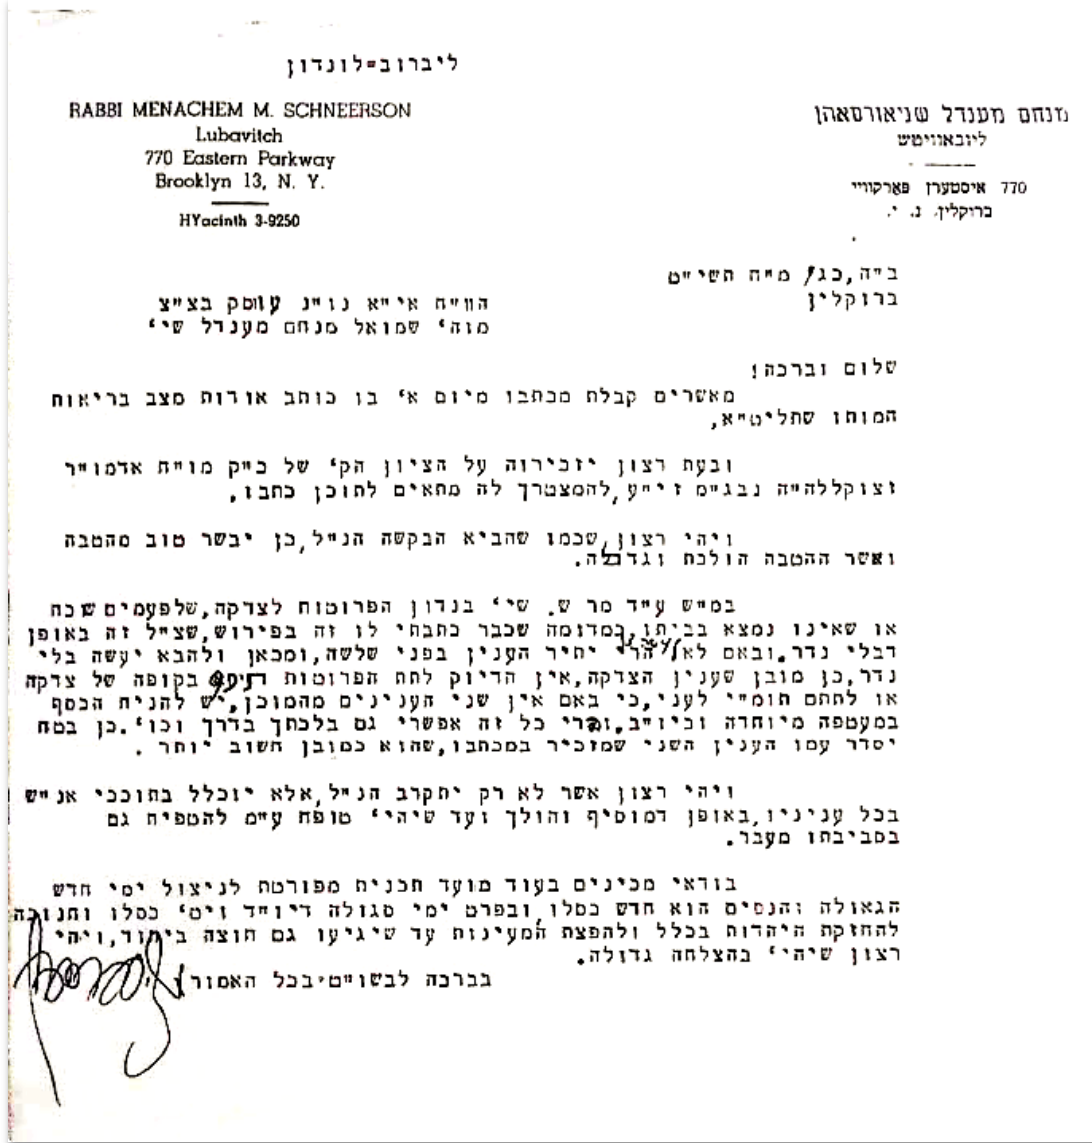 ליברוב=לונדון
RABBI MENACHEM M. SCHNEERSON
Lubavitch
770 Eastern Parkway
Brooklyn 13, N. Y.
HYacinth 3-9250
מנחם מענדל שניאורסאהן
ליובאוויטש
770 איסטערן פארקוויי
ברוקלין, נ. י.
ב"ה, כג/ מ"ח תשי"ט
ברוקלין
הוו"ח אי"א נו"נ עוסק בצ"צ
מוה' שמואל מנחם מענדל שי'
שלום וברכה!
מאשרים קבלת מכתבו מיום א' בו כותב אודות מצב בריאות
חמותו שתליט"א,
ובעת רצון יזכירוה על הציון הק' של כ"ק מו"ח אדמו"ר
זצוקללה"ה נבג"מ זי"ע, להמצטרך לה מתאים לתוכן כתבו,
ויהי רצון, שכמו שהביא הבקשה הנ"ל, כן יבשר טוב מהטבה
ואשר ההטבה הולכת וגדלה.
במ"ש ע"ד מר ש. שי' בנדון הפרוטות לצדקה, שלפעמים שוכח
או שאינו נמצא בביתו, כמדומה שכבר כתבתי לו זה בפירוש, שצ"ל זה באופן
דבלי נדר. ובאם לא הרי יתיר הענין בפני שלשה, ומכאן ולהבא יעשה בלי
נדר, כן מובן שענין הצדקה, אין הדיוק לתת הפרוטות בקופה של צדקה
או לתתם תומ"י לעני, כי באם אין שני הענינים מהמוכן, יש להניח הכסף
במעטפה מיוחדה וכיו"ב, והרי כל זה אפשרי גם בלכתך בדרך וכו'. כן בטח
יסדר עמו הענין השני שמזכיר במכתבו, שהוא כמובן חשוב יותר.
ויהי רצון אשר לא רק יתקרב הנ"ל, אלא יוכלל בתוככי אנ"ש
בכל עניניו, באופן דמוסיף והולך ועד שיהי' טופח ע"מ להטפיח גם
בסביבתו מעבר.
בודאי מכינים בעוד מועד תכנית מפורטת לניצול ימי חדש
הגאולה והנסים הוא חדש כסלו, ובפרט ימי סגולה דיו"ד ויט' כסלו וחנוכה
להחזקת היהדות בכלל ולהפצת המעינות עד שיגיעו גם חוצה ביחוד, ויהי
רצון שיהי' בהצלחה גדולה.
בברכה לבשו"ט בכל האמור